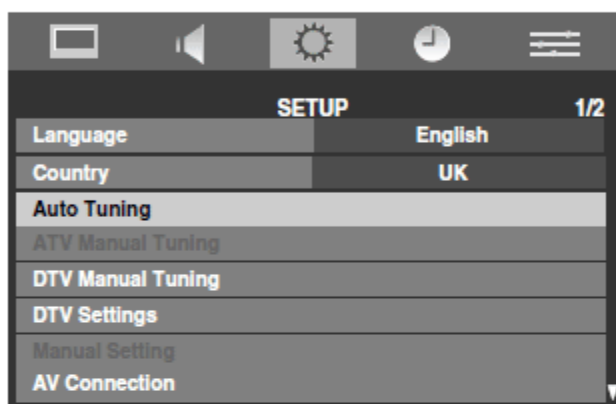 SETUP 1/2
Language English
Country UK
Auto Tuning
ATV Manual Tuning
DTV Manual Tuning
DTV Settings
Manual Setting
AV Connection